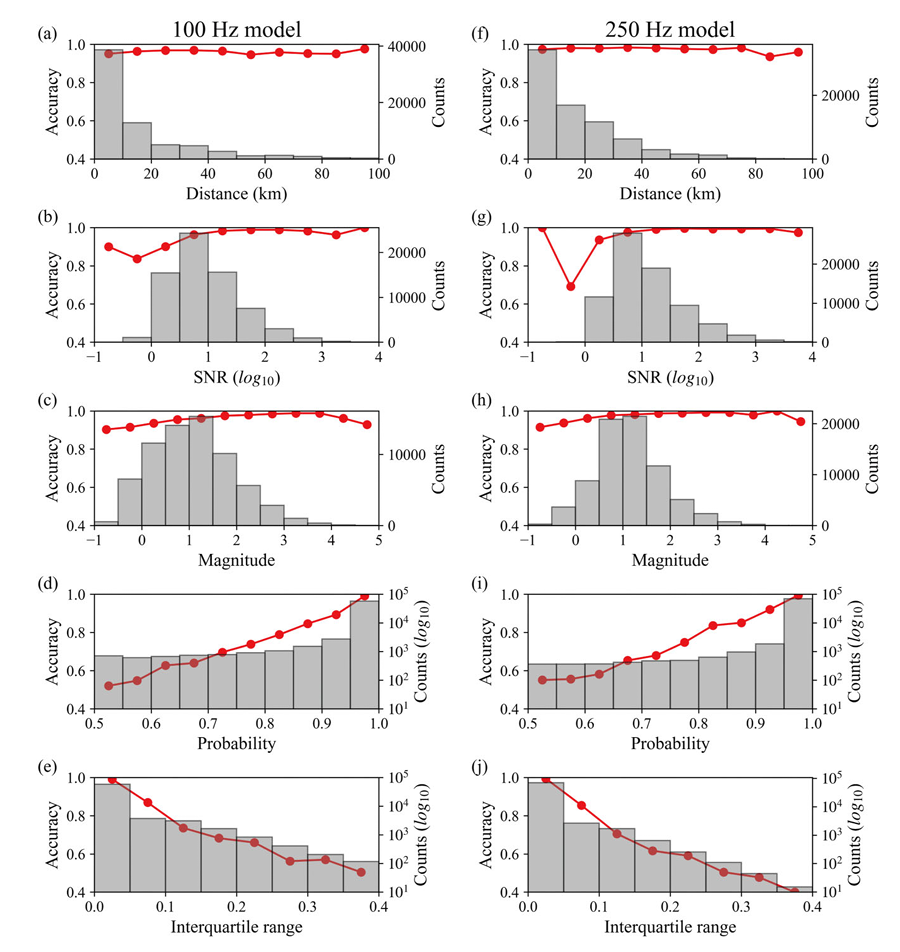 100 Hz model
250 Hz model
(a)
1.0
0.8
0.6
0.4
Accuracy
40000
20000
0
Counts
0 20 40 60 80 100
Distance (km)
(f)
1.0
0.8
0.6
0.4
Accuracy
20000
0
Counts
0 20 40 60 80 100
Distance (km)
(b)
1.0
0.8
0.6
0.4
Accuracy
20000
10000
0
Counts
−1 0 1 2 3 4
SNR (log10)
(g)
1.0
0.8
0.6
0.4
Accuracy
20000
10000
0
Counts
−1 0 1 2 3 4
SNR (log10)
(c)
1.0
0.8
0.6
0.4
Accuracy
10000
0
Counts
−1 0 1 2 3 4 5
Magnitude
(h)
1.0
0.8
0.6
0.4
Accuracy
20000
10000
0
Counts
−1 0 1 2 3 4 5
Magnitude
(d)
1.0
0.8
0.6
0.4
Accuracy
10^5
10^4
10^3
10^2
10^1
Counts (log10)
0.5 0.6 0.7 0.8 0.9 1.0
Probability
(i)
1.0
0.8
0.6
0.4
Accuracy
10^5
10^4
10^3
10^2
10^1
Counts (log10)
0.5 0.6 0.7 0.8 0.9 1.0
Probability
(e)
1.0
0.8
0.6
0.4
Accuracy
10^5
10^4
10^3
10^2
10^1
Counts (log10)
0.0 0.1 0.2 0.3 0.4
Interquartile range
(j)
1.0
0.8
0.6
0.4
Accuracy
10^5
10^4
10^3
10^2
10^1
Counts (log10)
0.0 0.1 0.2 0.3 0.4
Interquartile range